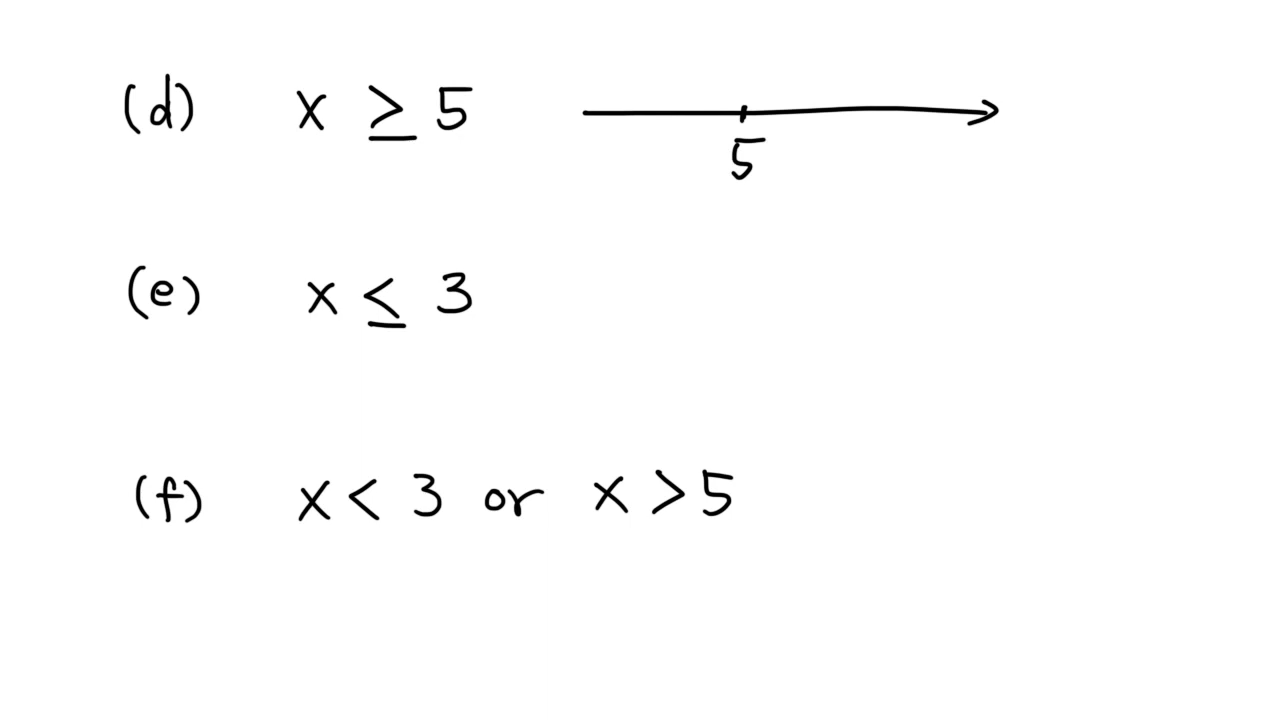 (d) x ≥ 5
5
(e) x ≤ 3
(f) x < 3 or x > 5